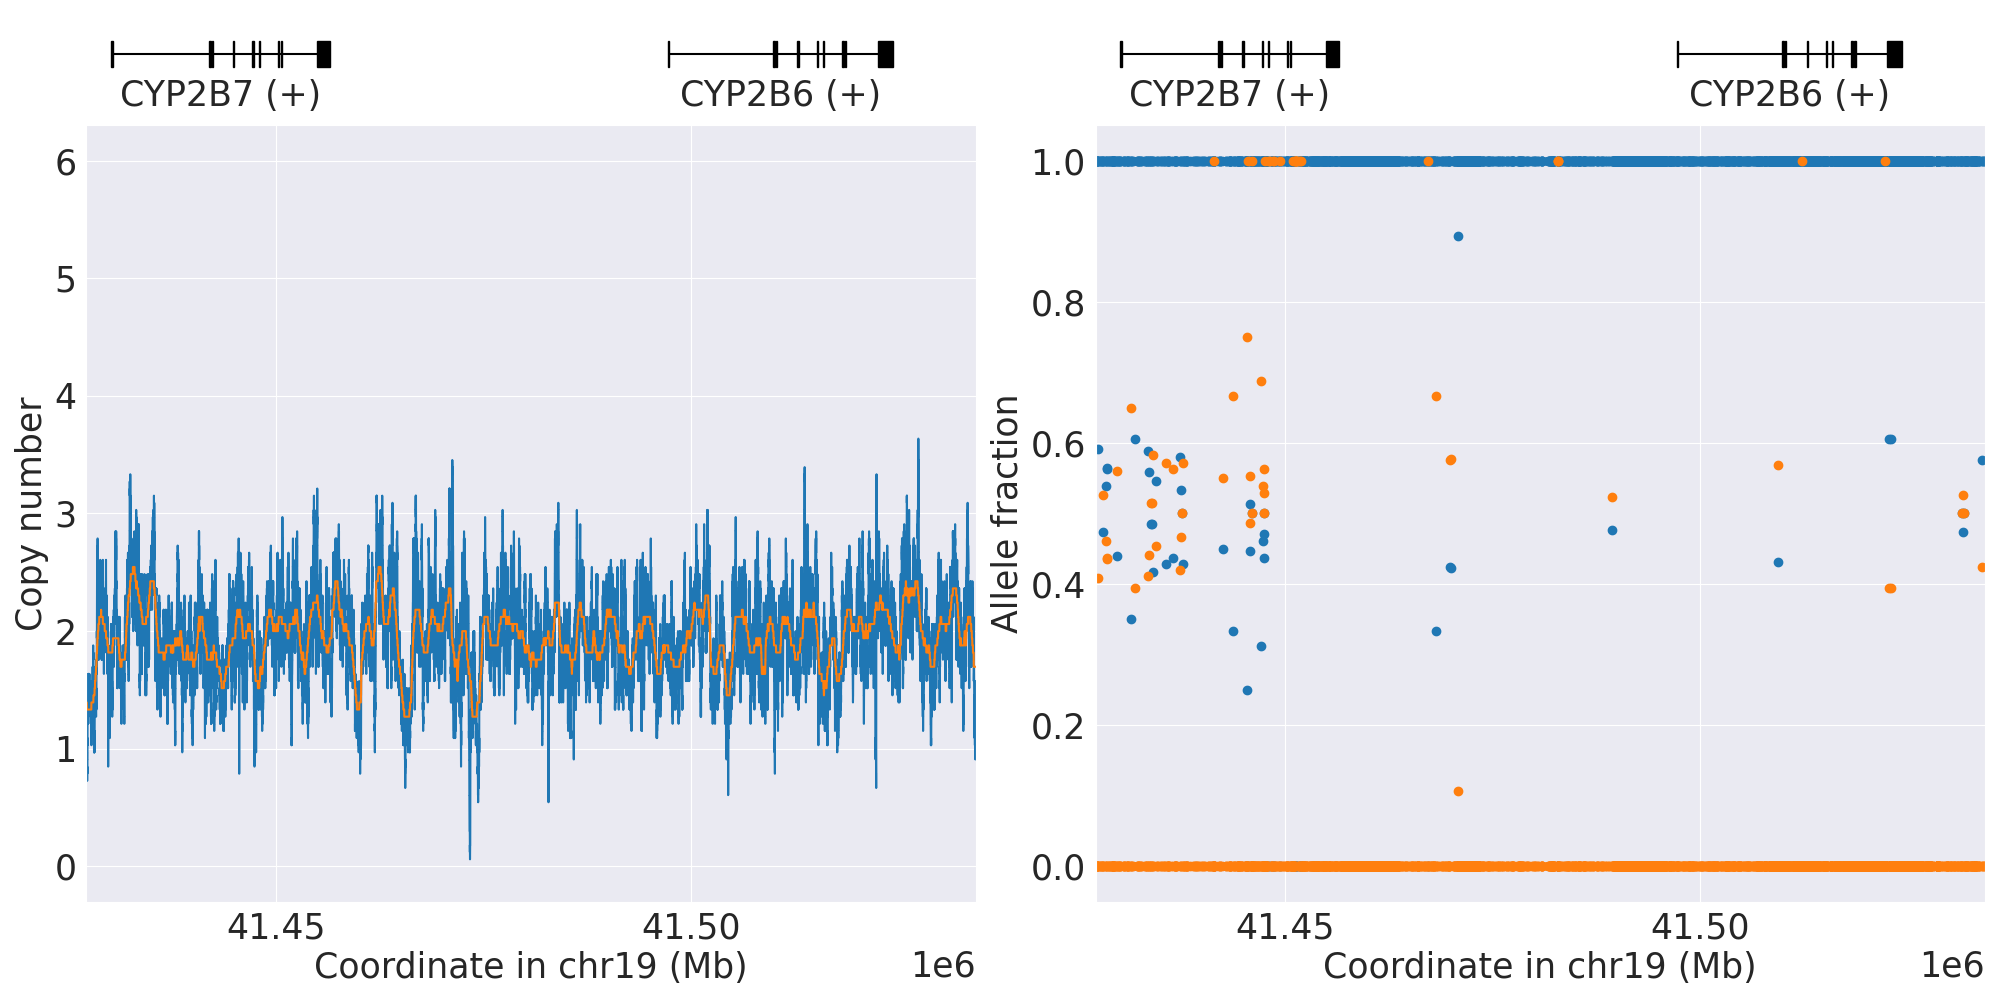 CYP2B7 (+)
CYP2B6 (+)
CYP2B7 (+)
CYP2B6 (+)
6
5
4
3
2
1
0
Copy number
41.45
41.50
Coordinate in chr19 (Mb)
1e6
1.0
0.8
0.6
0.4
0.2
0.0
Allele fraction
41.45
41.50
Coordinate in chr19 (Mb)
1e6